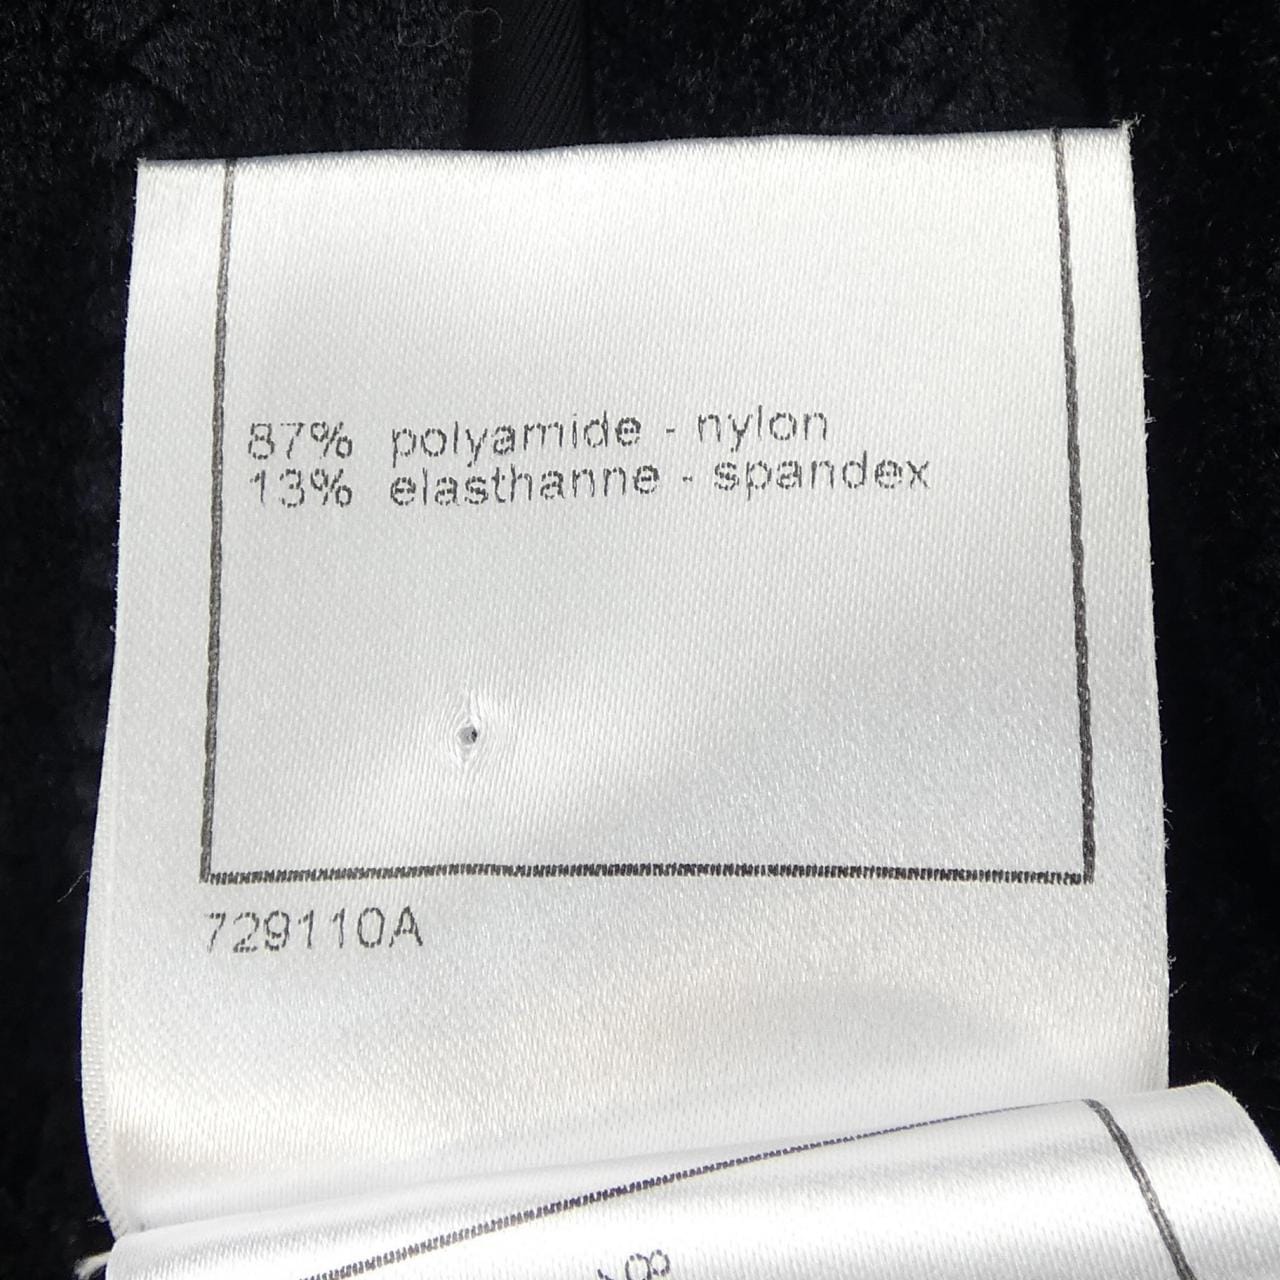 87% polyamide - nylon
13% elasthanne - spandex
729110A